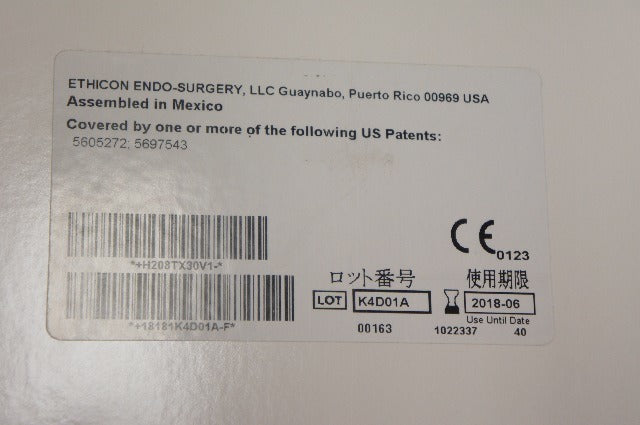 ETHICON ENDO-SURGERY, LLC Guaynabo, Puerto Rico 00969 USA
Assembled in Mexico
Covered by one or more of the following US Patents:
5605272; 5697543
*+H208TX30V1-*
*+18181K4D01A-F*
CE 0123
ロット番号
LOT K4D01A
00163
使用期限
2018-06
Use Until Date
1022337 40